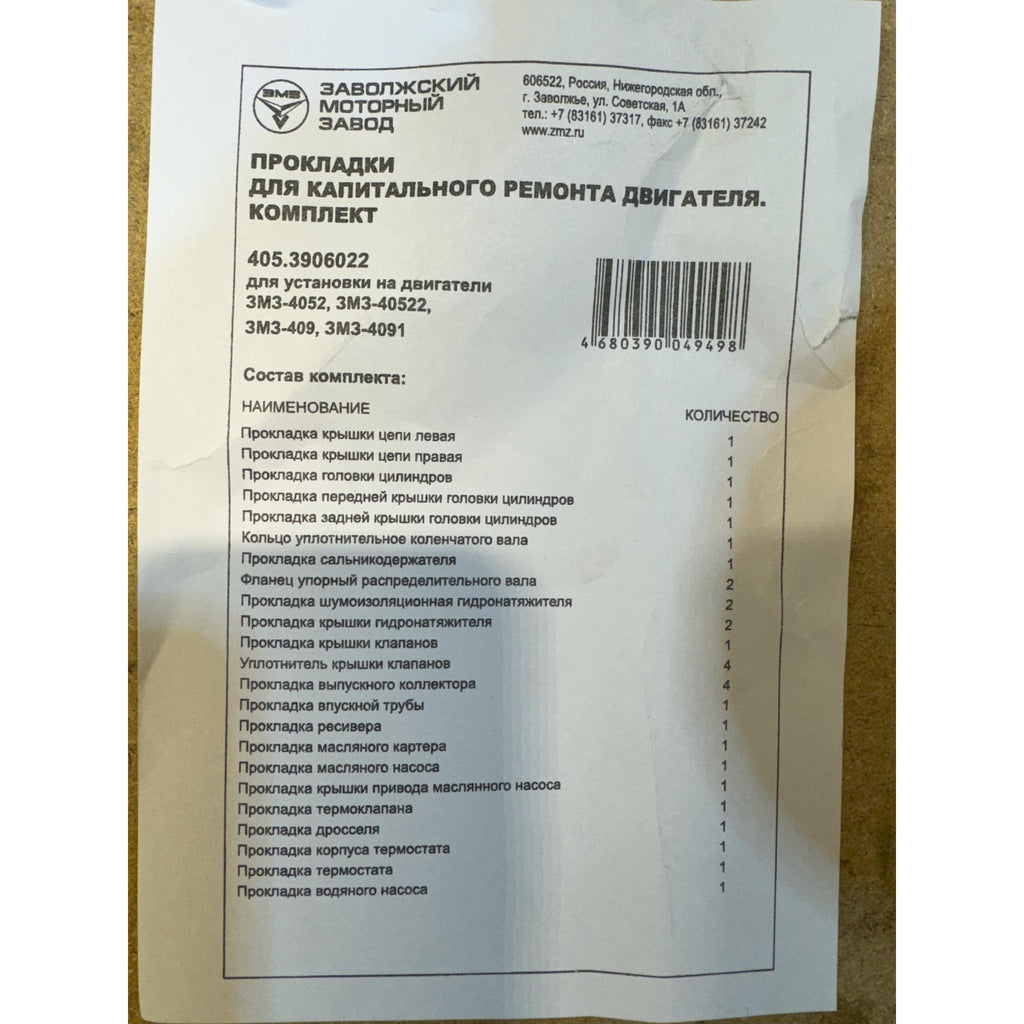 ЗМЗ
ЗАВОЛЖСКИЙ
МОТОРНЫЙ
ЗАВОД
606522, Россия, Нижегородская обл.,
г. Заволжье, ул. Советская, 1А
тел.: +7 (83161) 37317, факс +7 (83161) 37242
www.zmz.ru
ПРОКЛАДКИ
ДЛЯ КАПИТАЛЬНОГО РЕМОНТА ДВИГАТЕЛЯ.
КОМПЛЕКТ
405.3906022
для установки на двигатели
ЗМЗ-4052, ЗМЗ-40522,
ЗМЗ-409, ЗМЗ-4091
4 680390 049498
Состав комплекта:
НАИМЕНОВАНИЕ КОЛИЧЕСТВО
Прокладка крышки цепи левая 1
Прокладка крышки цепи правая 1
Прокладка головки цилиндров 1
Прокладка передней крышки головки цилиндров 1
Прокладка задней крышки головки цилиндров 1
Кольцо уплотнительное коленчатого вала 1
Прокладка сальникодержателя 1
Фланец упорный распределительного вала 2
Прокладка шумоизоляционная гидронатяжителя 2
Прокладка крышки гидронатяжителя 2
Прокладка крышки клапанов 1
Уплотнитель крышки клапанов 4
Прокладка выпускного коллектора 4
Прокладка впускной трубы 1
Прокладка ресивера 1
Прокладка масляного картера 1
Прокладка масляного насоса 1
Прокладка крышки привода маслянного насоса 1
Прокладка термоклапана 1
Прокладка дросселя 1
Прокладка корпуса термостата 1
Прокладка термостата 1
Прокладка водяного насоса 1